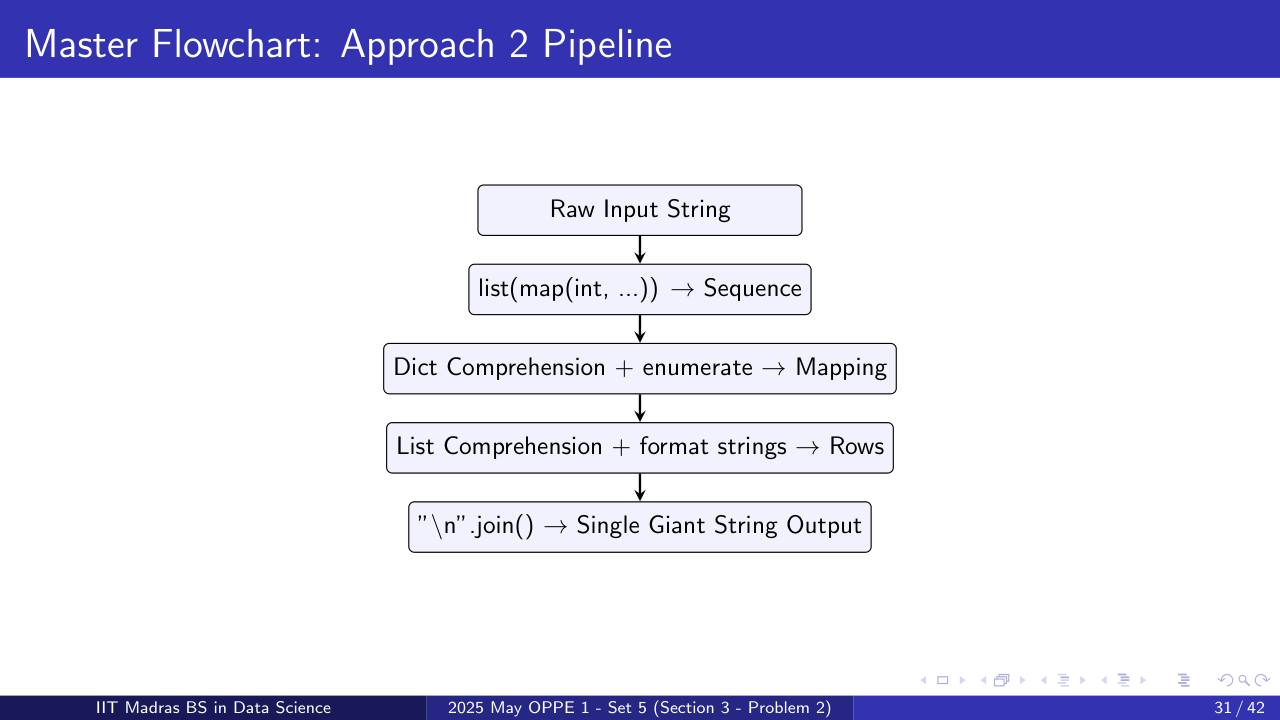 Master Flowchart: Approach 2 Pipeline
Raw Input String
list(map(int, ...)) → Sequence
Dict Comprehension + enumerate → Mapping
List Comprehension + format strings → Rows
”\n”.join() → Single Giant String Output
IIT Madras BS in Data Science
2025 May OPPE 1 - Set 5 (Section 3 - Problem 2)
31 / 42